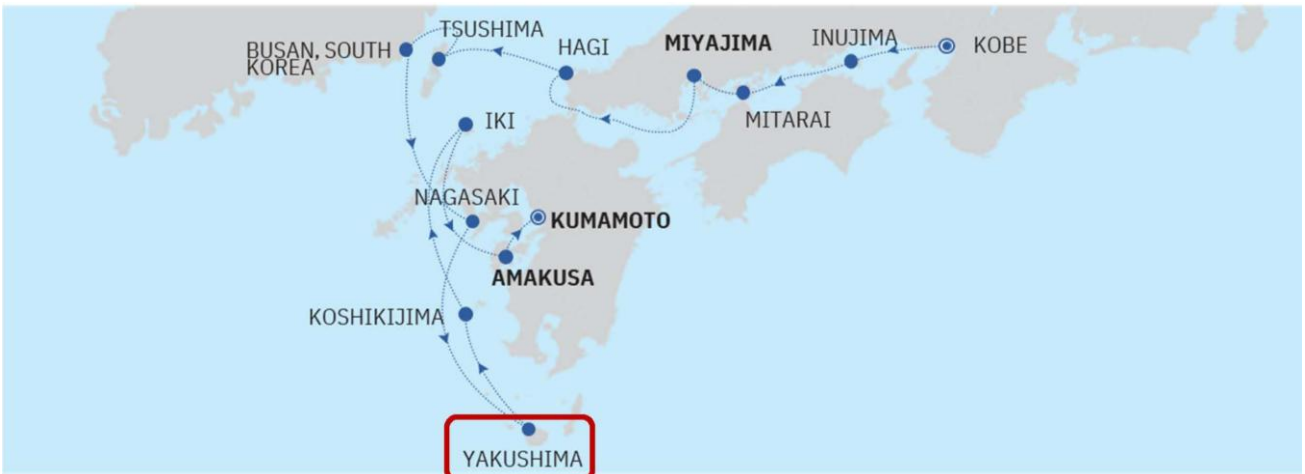 TSUSHIMA
BUSAN, SOUTH
KOREA
HAGI
MIYAJIMA
INUJIMA
KOBE
MITARAI
IKI
NAGASAKI
KUMAMOTO
AMAKUSA
KOSHIKIJIMA
YAKUSHIMA